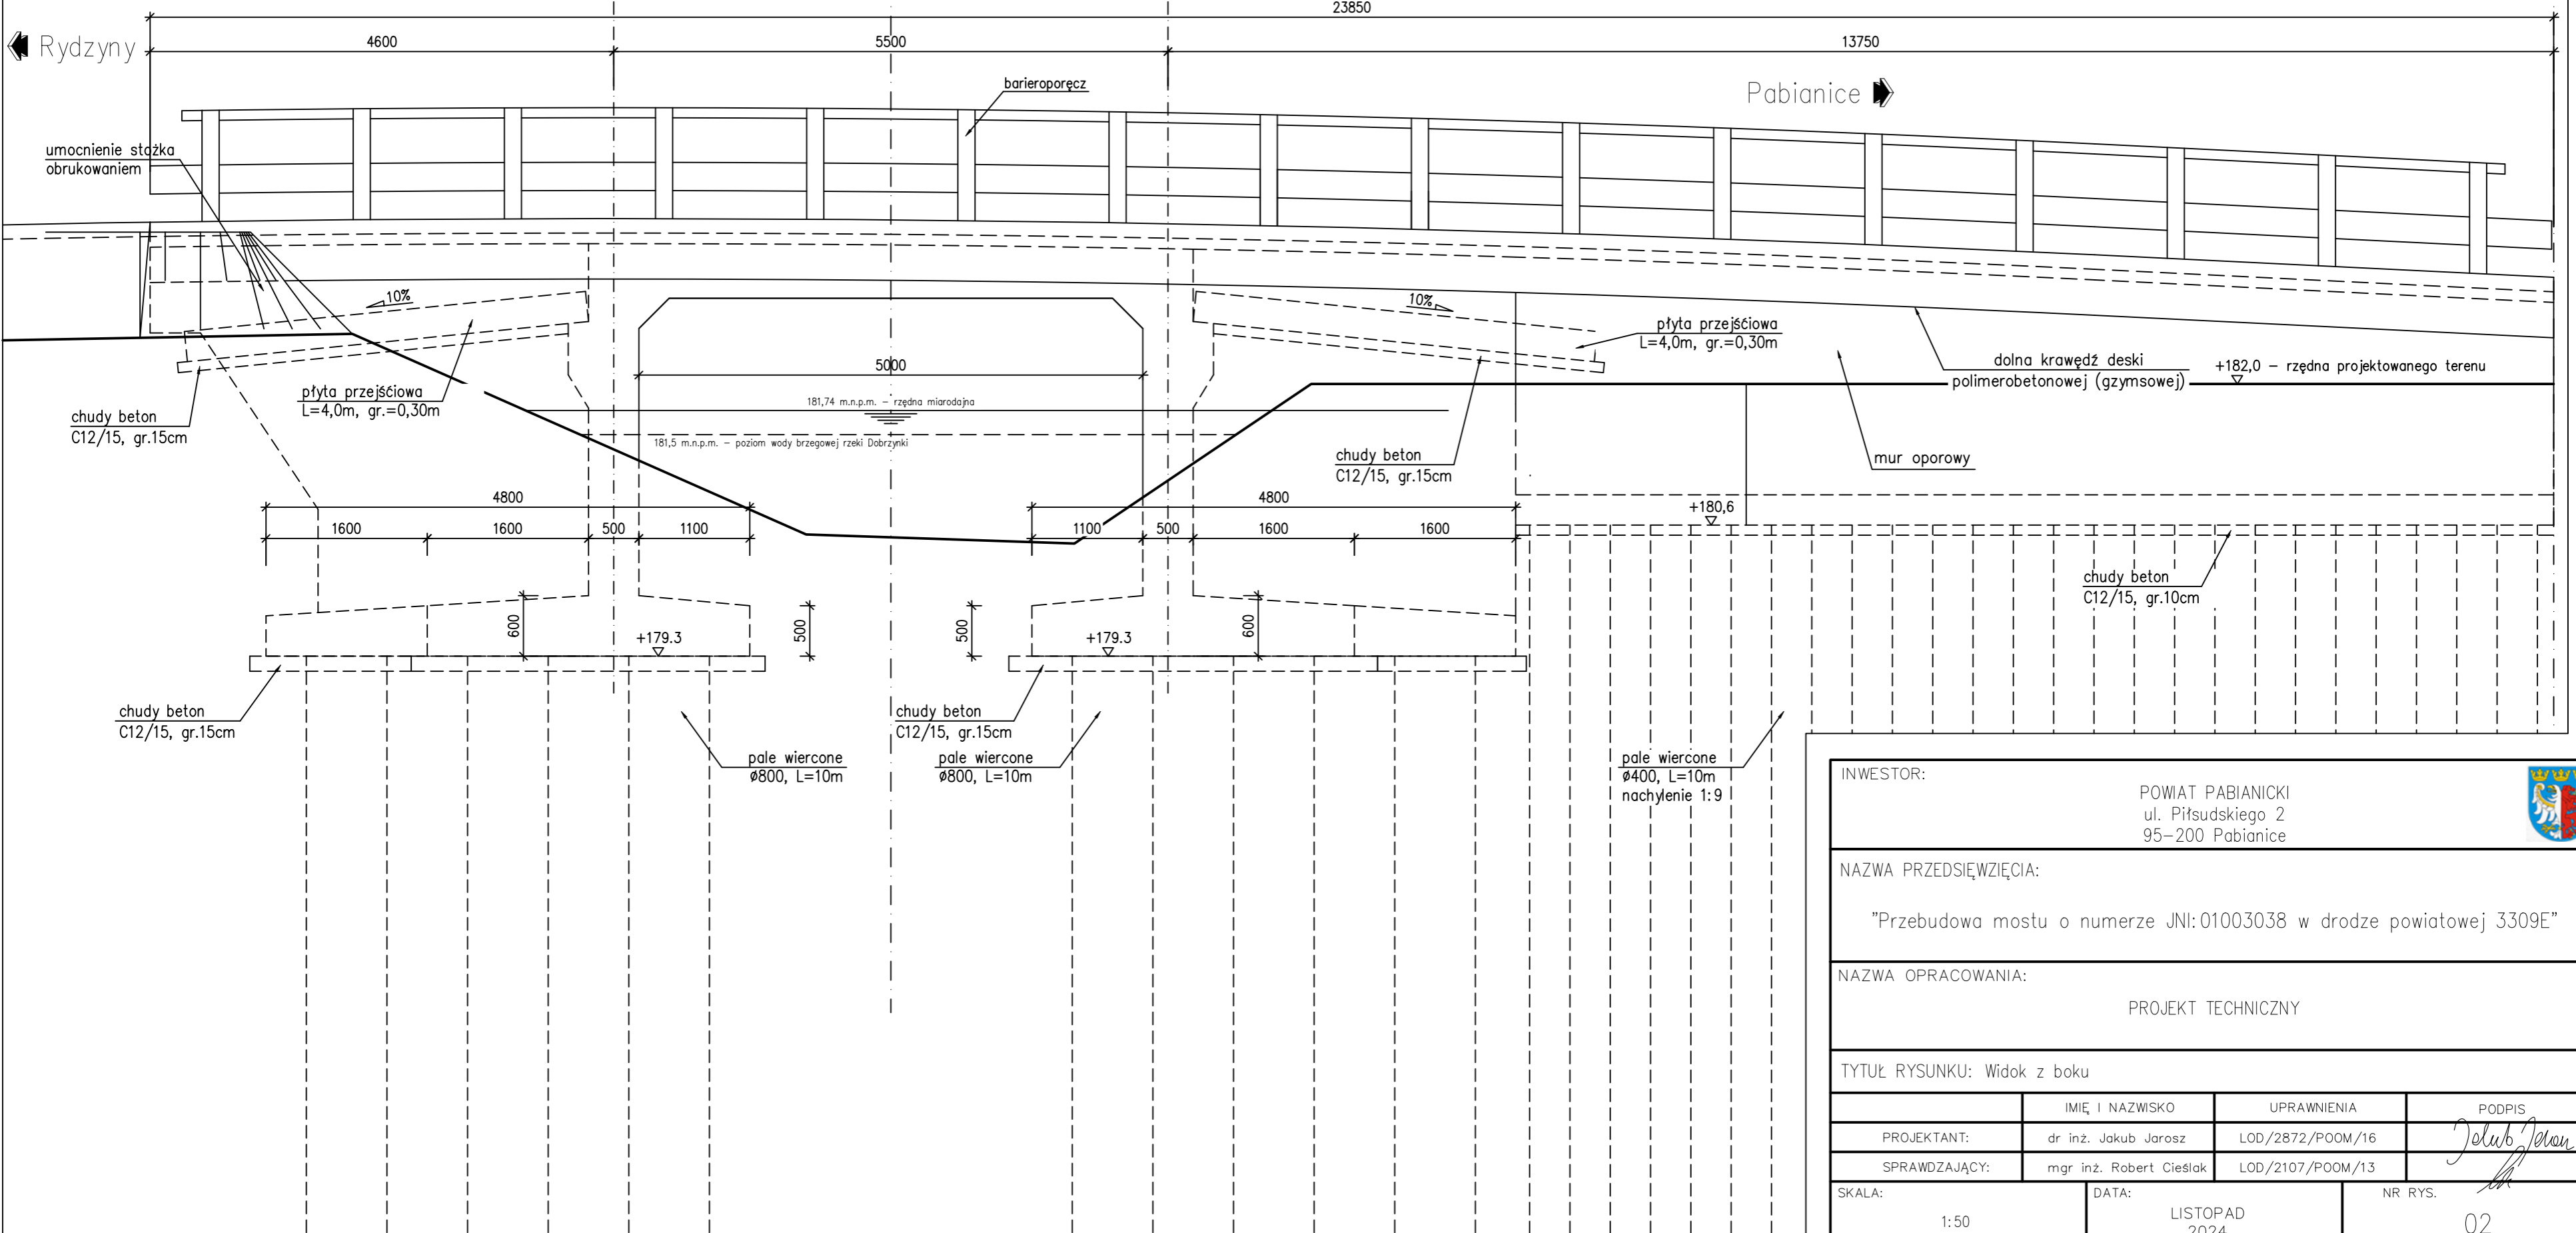 23850
Rydzyny
4600
5500
13750
barieroporęcz
Pabianice
umocnienie stożka
obrukowaniem
10%
10%
płyta przejściowa
L=4,0m, gr.=0,30m
dolna krawędź deski
polimerobetonowej (gzymsowej)
+182,0 – rzędna projektowanego terenu
5000
płyta przejściowa
L=4,0m, gr.=0,30m
181,74 m.n.p.m. – rzędna miarodajna
chudy beton
C12/15, gr.15cm
181,5 m.n.p.m. – poziom wody brzegowej rzeki Dobrzynki
chudy beton
C12/15, gr.15cm
mur oporowy
4800
4800
+180,6
1600
1600
500
1100
1100
500
1600
1600
chudy beton
C12/15, gr.10cm
600
+179.3
500
500
+179.3
600
chudy beton
C12/15, gr.15cm
chudy beton
C12/15, gr.15cm
pale wiercone
ø800, L=10m
pale wiercone
ø800, L=10m
pale wiercone
ø400, L=10m
nachylenie 1:9
INWESTOR:
POWIAT PABIANICKI
ul. Piłsudskiego 2
95–200 Pabianice
NAZWA PRZEDSIĘWZIĘCIA:
"Przebudowa mostu o numerze JNI:01003038 w drodze powiatowej 3309E"
NAZWA OPRACOWANIA:
PROJEKT TECHNICZNY
TYTUŁ RYSUNKU: Widok z boku
IMIĘ I NAZWISKO
UPRAWNIENIA
PODPIS
PROJEKTANT:
dr inż. Jakub Jarosz
LOD/2872/POOM/16
SPRAWDZAJĄCY:
mgr inż. Robert Cieślak
LOD/2107/POOM/13
SKALA:
1:50
DATA:
LISTOPAD
2024
NR RYS.
02